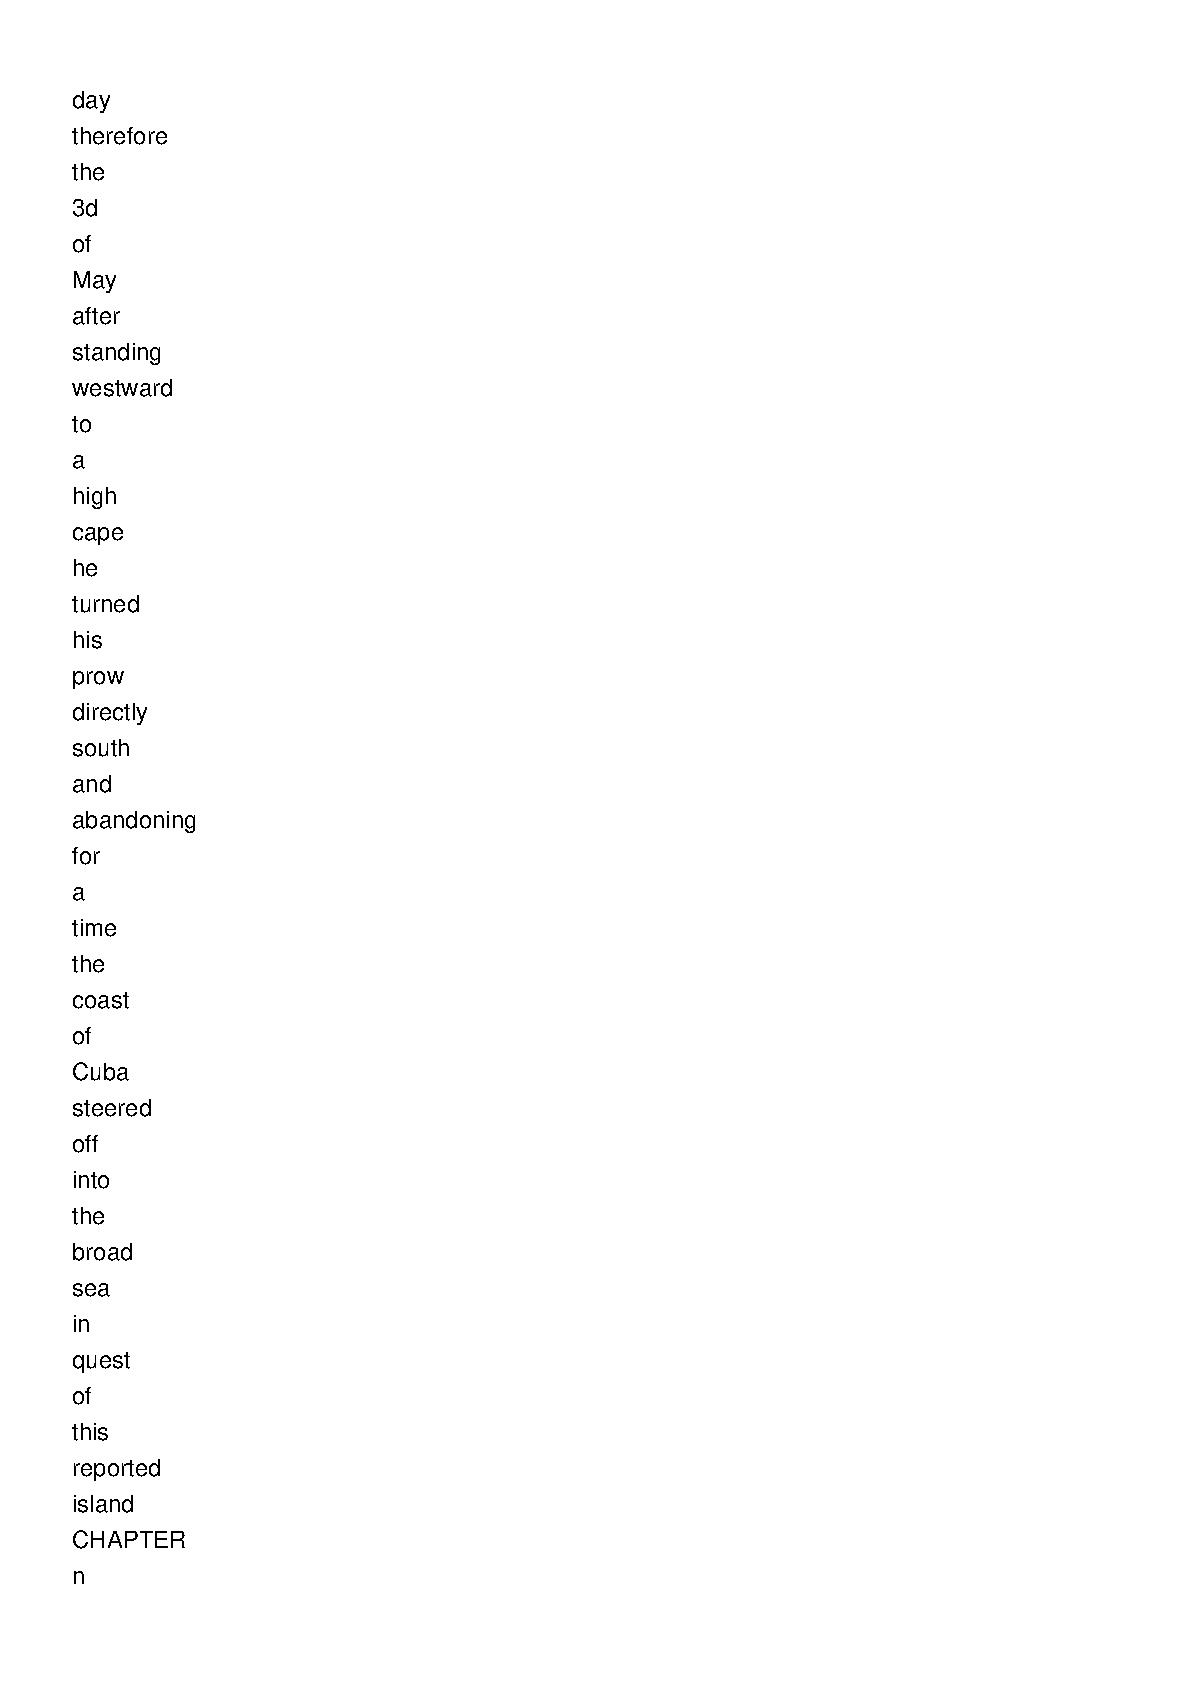 day
therefore
the
3d
of
May
after
standing
westward
to
a
high
cape
he
turned
his
prow
directly
south
and
abandoning
for
a
time
the
coast
of
Cuba
steered
off
into
the
broad
sea
in
quest
of
this
reported
island
CHAPTER
n